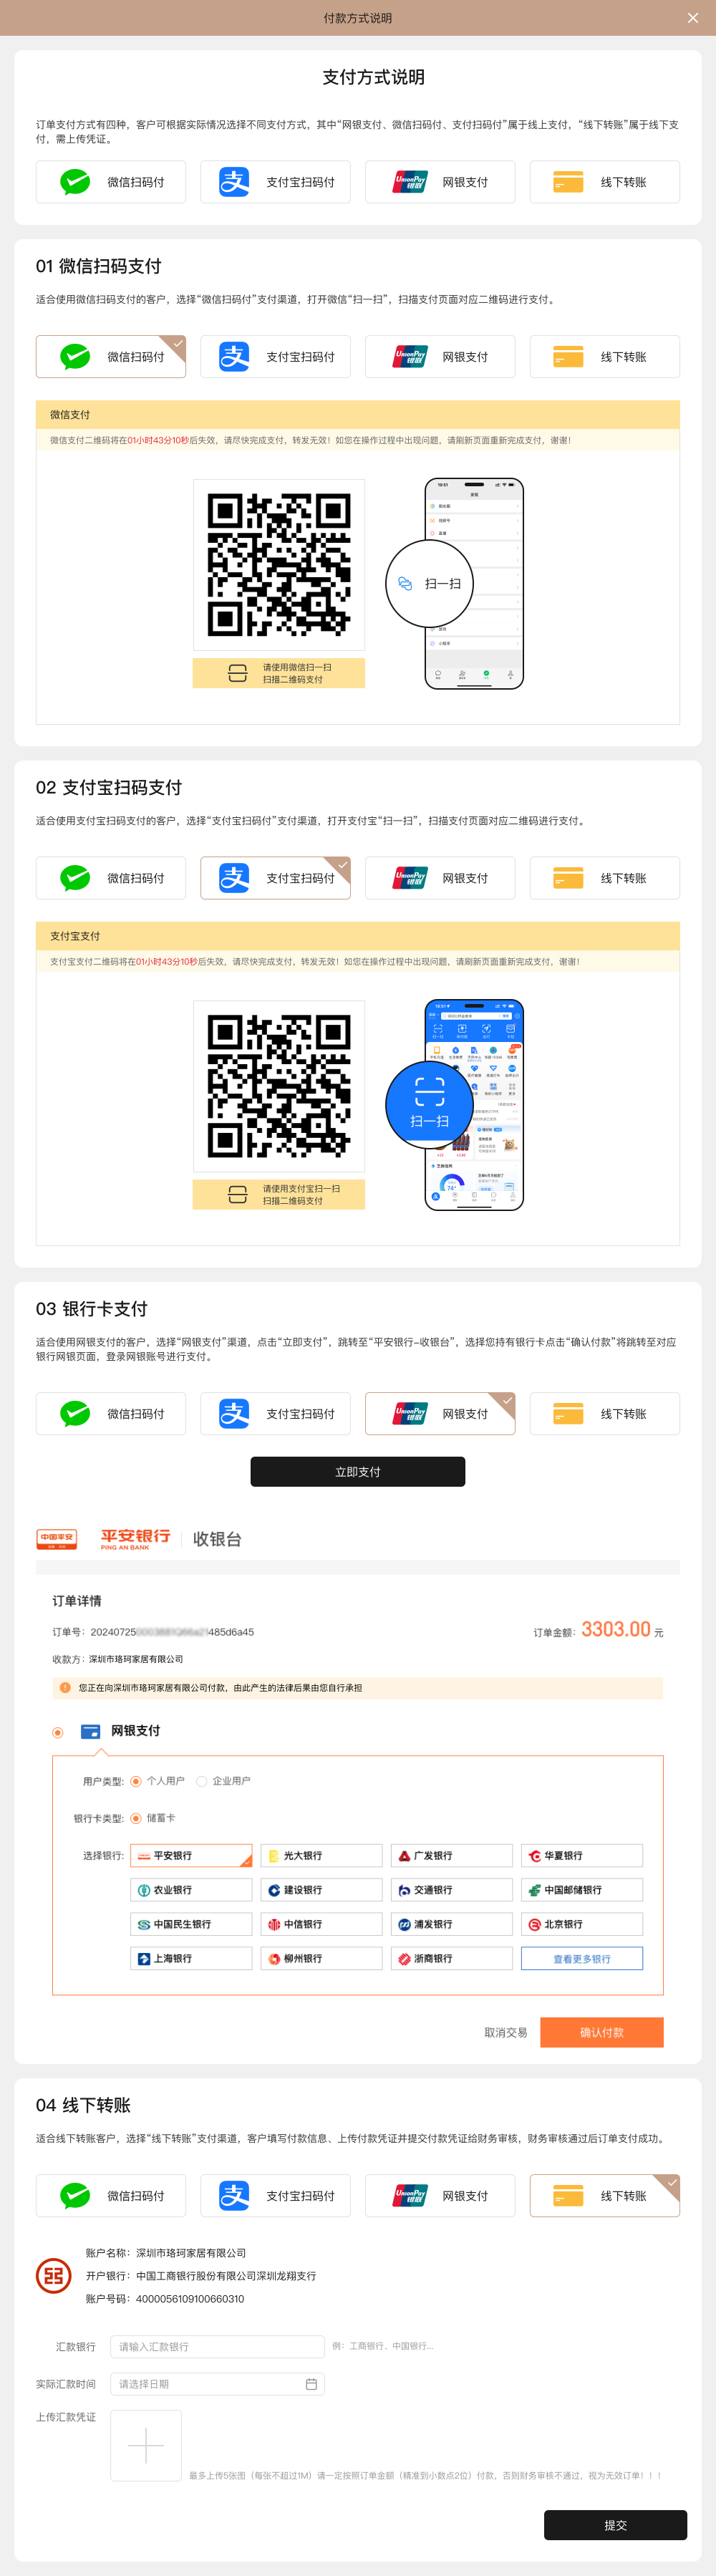 付款方式说明
支付方式说明
订单支付方式有四种，客户可根据实际情况选择不同支付方式，其中“网银支付、微信扫码付、支付扫码付”属于线上支付，“线下转账”属于线下支
付，需上传凭证。
微信扫码付 支 支付宝扫码付 UnionPay 银联 网银支付 线下转账
01 微信扫码支付
适合使用微信扫码支付的客户，选择“微信扫码付”支付渠道，打开微信“扫一扫”，扫描支付页面对应二维码进行支付。
微信扫码付 支 支付宝扫码付 UnionPay 银联 网银支付 线下转账
微信支付
微信支付二维码将在01小时43分10秒后失效，请尽快完成支付，转发无效！如您在操作过程中出现问题，请刷新页面重新完成支付，谢谢！
扫一扫
小程序
请使用微信扫一扫
扫描二维码支付
02 支付宝扫码支付
适合使用支付宝扫码支付的客户，选择“支付宝扫码付”支付渠道，打开支付宝“扫一扫”，扫描支付页面对应二维码进行支付。
微信扫码付 支 支付宝扫码付 UnionPay 银联 网银支付 线下转账
支付宝支付
支付宝支付二维码将在01小时43分10秒后失效，请尽快完成支付，转发无效！如您在操作过程中出现问题，请刷新页面重新完成支付，谢谢！
扫一扫
请使用支付宝扫一扫
扫描二维码支付
03 银行卡支付
适合使用网银支付的客户，选择“网银支付”渠道，点击“立即支付”，跳转至“平安银行-收银台”，选择您持有银行卡点击“确认付款”将跳转至对应
银行网银页面，登录网银账号进行支付。
微信扫码付 支 支付宝扫码付 UnionPay 银联 网银支付 线下转账
立即支付
中国平安 平安银行 收银台
PING AN BANK
订单详情
订单号：20240725 485d6a45 订单金额：3303.00 元
收款方：深圳市珞珂家居有限公司
您正在向深圳市珞珂家居有限公司付款，由此产生的法律后果由您自行承担
网银支付
用户类型: 个人用户 企业用户
银行卡类型: 储蓄卡
选择银行: 平安银行 光大银行 广发银行 华夏银行
农业银行 建设银行 交通银行 中国邮储银行
中国民生银行 中信银行 浦发银行 北京银行
上海银行 柳州银行 浙商银行 查看更多银行
取消交易 确认付款
04 线下转账
适合线下转账客户，选择“线下转账”支付渠道，客户填写付款信息、上传付款凭证并提交付款凭证给财务审核，财务审核通过后订单支付成功。
微信扫码付 支 支付宝扫码付 UnionPay 银联 网银支付 线下转账
账户名称：深圳市珞珂家居有限公司
开户银行：中国工商银行股份有限公司深圳龙翔支行
账户号码：4000056109100660310
汇款银行 请输入汇款银行 例：工商银行、中国银行...
实际汇款时间 请选择日期
上传汇款凭证
最多上传5张图（每张不超过1M）请一定按照订单金额（精准到小数点2位）付款，否则财务审核不通过，视为无效订单！！！
提交